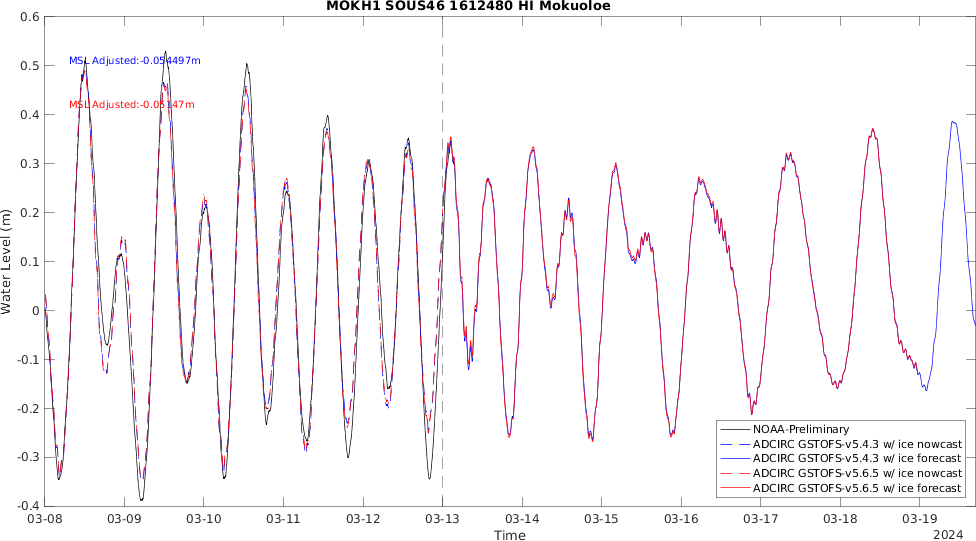 MOKH1 SOUS46 1612480 HI Mokuoloe
0.6
0.5
0.4
0.3
0.2
0.1
0
-0.1
-0.2
-0.3
-0.4
Water Level (m)
MSL Adjusted:-0.054497m
MSL Adjusted:-0.05147m
NOAA-Preliminary
ADCIRC GSTOFS-v5.4.3 w/ ice nowcast
ADCIRC GSTOFS-v5.4.3 w/ ice forecast
ADCIRC GSTOFS-v5.6.5 w/ ice nowcast
ADCIRC GSTOFS-v5.6.5 w/ ice forecast
03-08 03-09 03-10 03-11 03-12 03-13 03-14 03-15 03-16 03-17 03-18 03-19
Time
2024